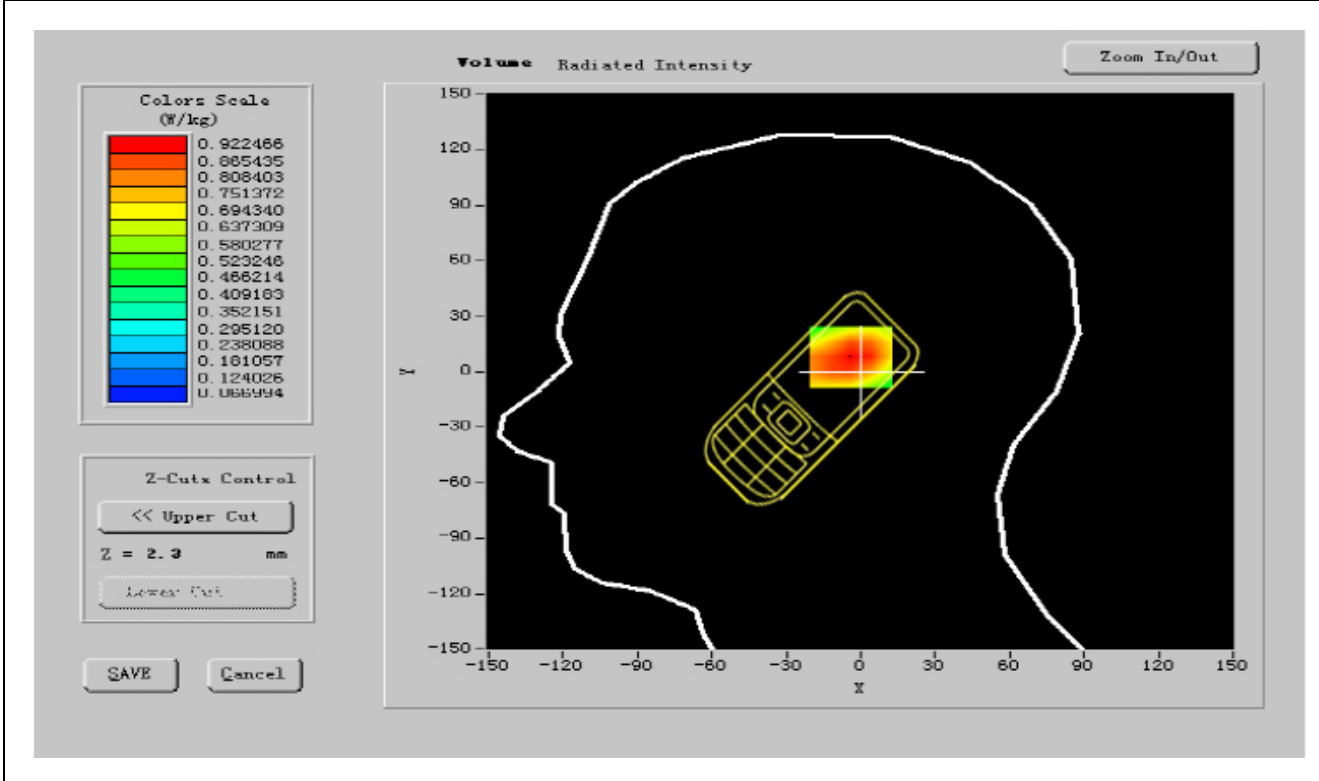 Volume Radiated Intensity
Zoom In/Out
Colors Scale
(W/kg)
0.922466
0.865435
0.808403
0.751372
0.694340
0.637309
0.580277
0.523246
0.466214
0.409183
0.352151
0.295120
0.238088
0.181057
0.124026
0.066994
Z-Cuts Control
<< Upper Cut
Z = 2.3 mm
Lower Cut
SAVE
Cancel
150
120
90
60
30
0
-30
-60
-90
-120
-150
Y
-150 -120 -90 -60 -30 0 30 60 90 120 150
X